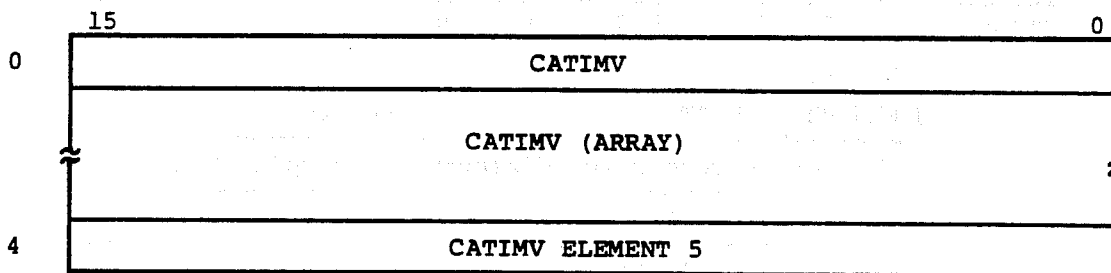 15 0
0 CATIMV
CATIMV (ARRAY)
4 CATIMV ELEMENT 5